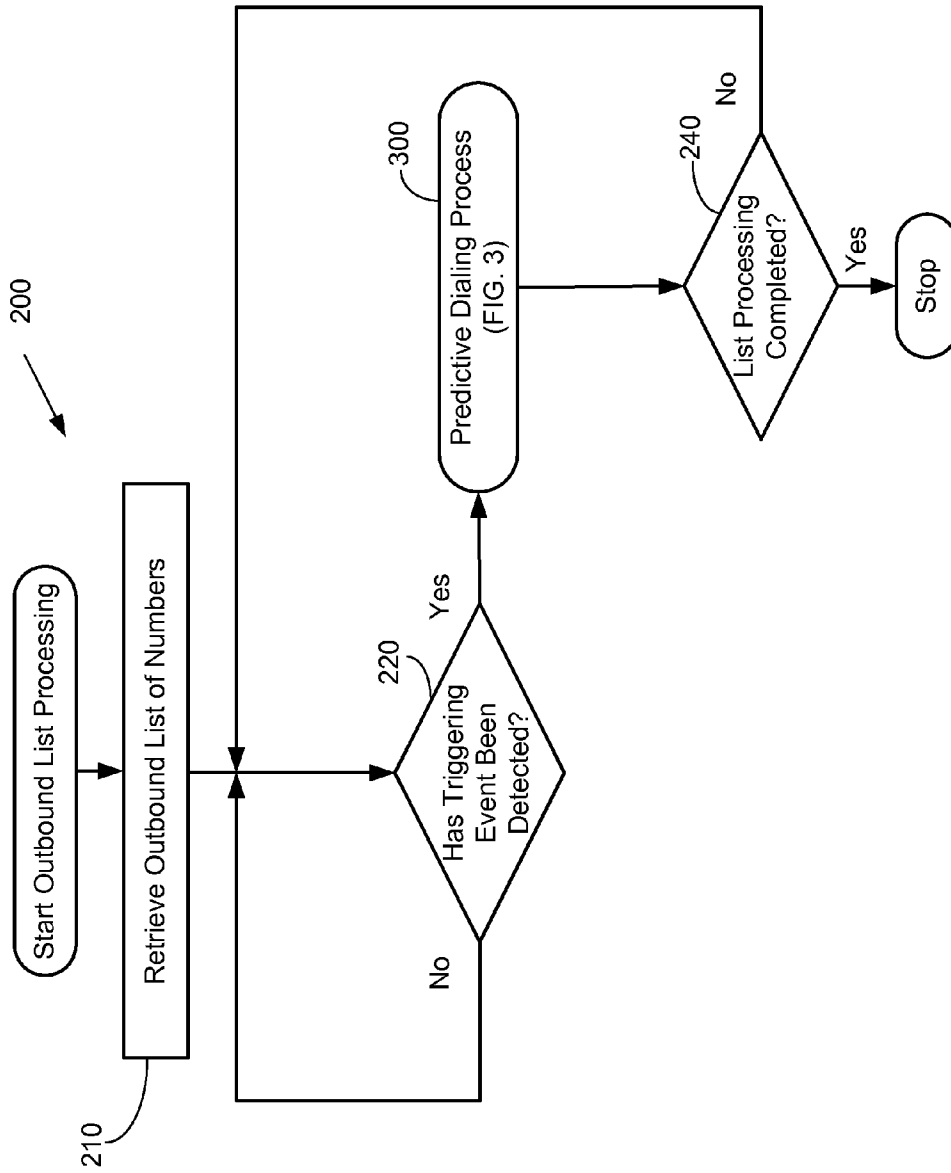 200
Start Outbound List Processing
210
Retrieve Outbound List of Numbers
220
Has Triggering
Event Been
Detected?
No
Yes
300
Predictive Dialing Process
(FIG. 3)
240
List Processing
Completed?
No
Yes
Stop